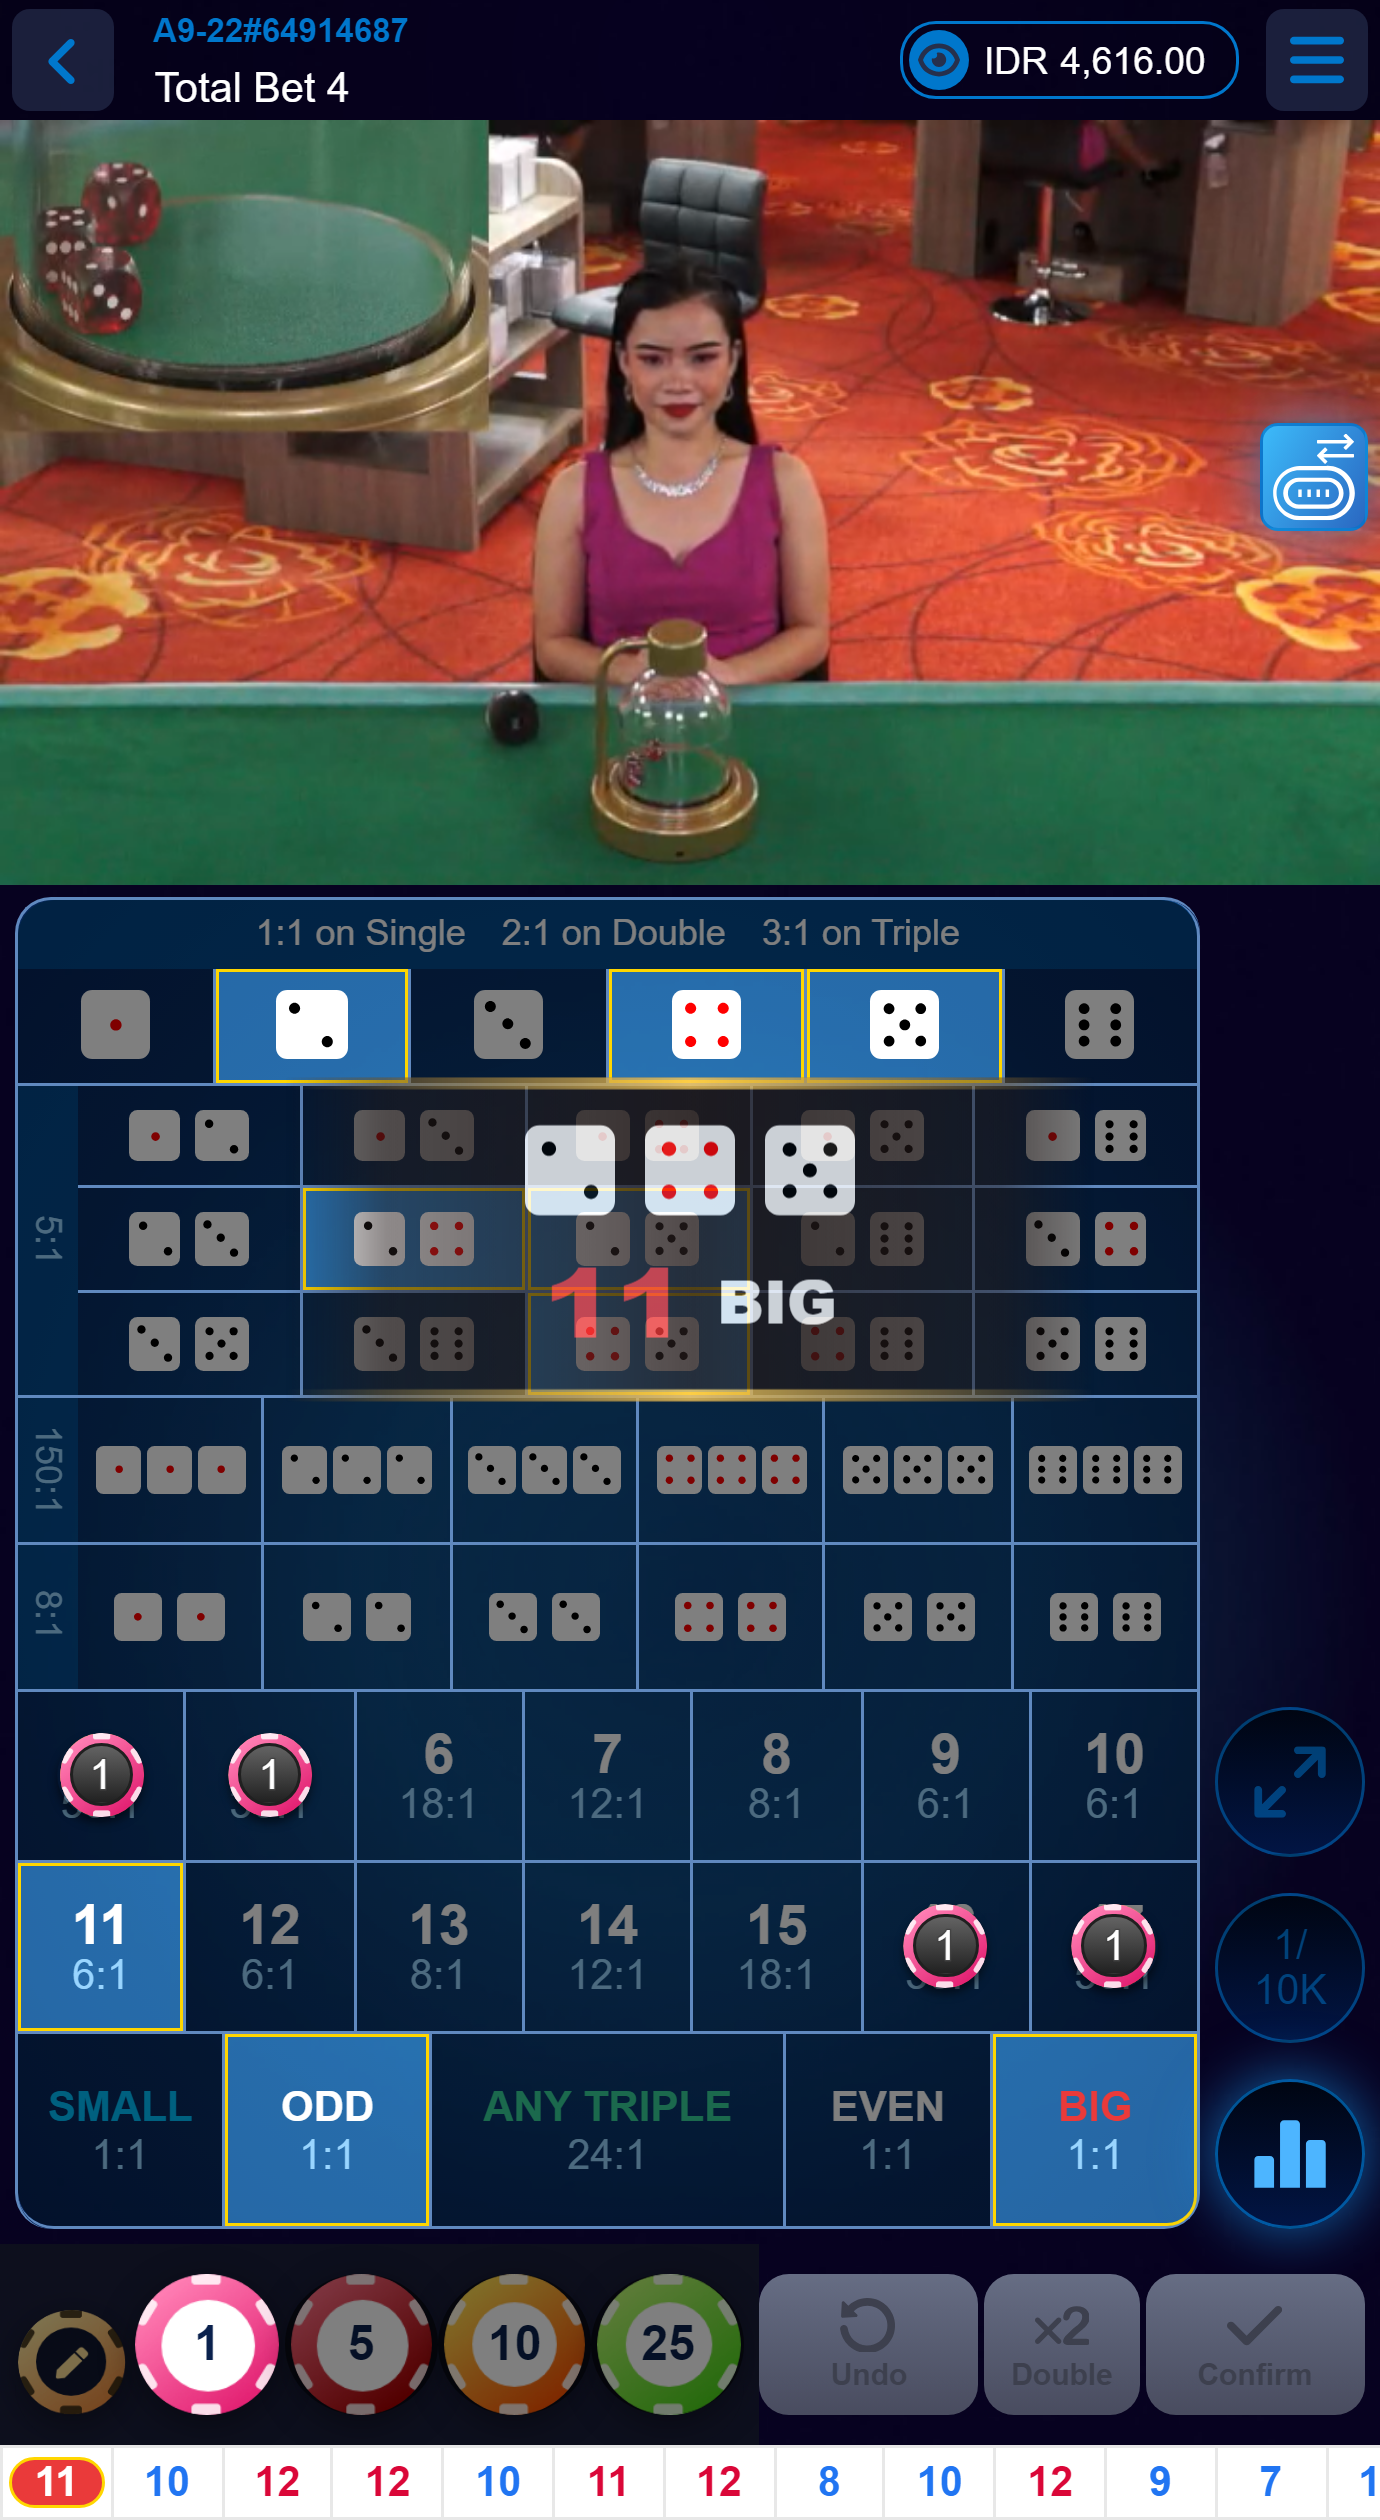 A9-22#64914687
Total Bet 4
IDR 4,616.00
1:1 on Single 2:1 on Double 3:1 on Triple
5:1
11 BIG
150:1
8:1
1 1 6 7 8 9 10
18:1 12:1 8:1 6:1 6:1
11 12 13 14 15 1 1
6:1 6:1 8:1 12:1 18:1
1/
10K
SMALL ODD ANY TRIPLE EVEN BIG
1:1 1:1 24:1 1:1 1:1
1 5 10 25
x2
Undo Double Confirm
11 10 12 12 10 11 12 8 10 12 9 7